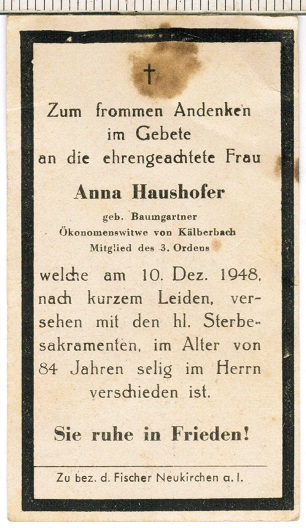 Zum frommen Andenken
im Gebete
an die ehrengeachtete Frau
Anna Haushofer
geb. Baumgartner
Ökonomenswitwe von Kälberbach
Mitglied des 3. Ordens
welche am 10. Dez. 1948,
nach kurzem Leiden, ver-
sehen mit den hl. Sterbe-
sakramenten, im Alter von
84 Jahren selig im Herrn
verschieden ist.
Sie ruhe in Frieden!
Zu bez. d. Fischer Neukirchen a. I.